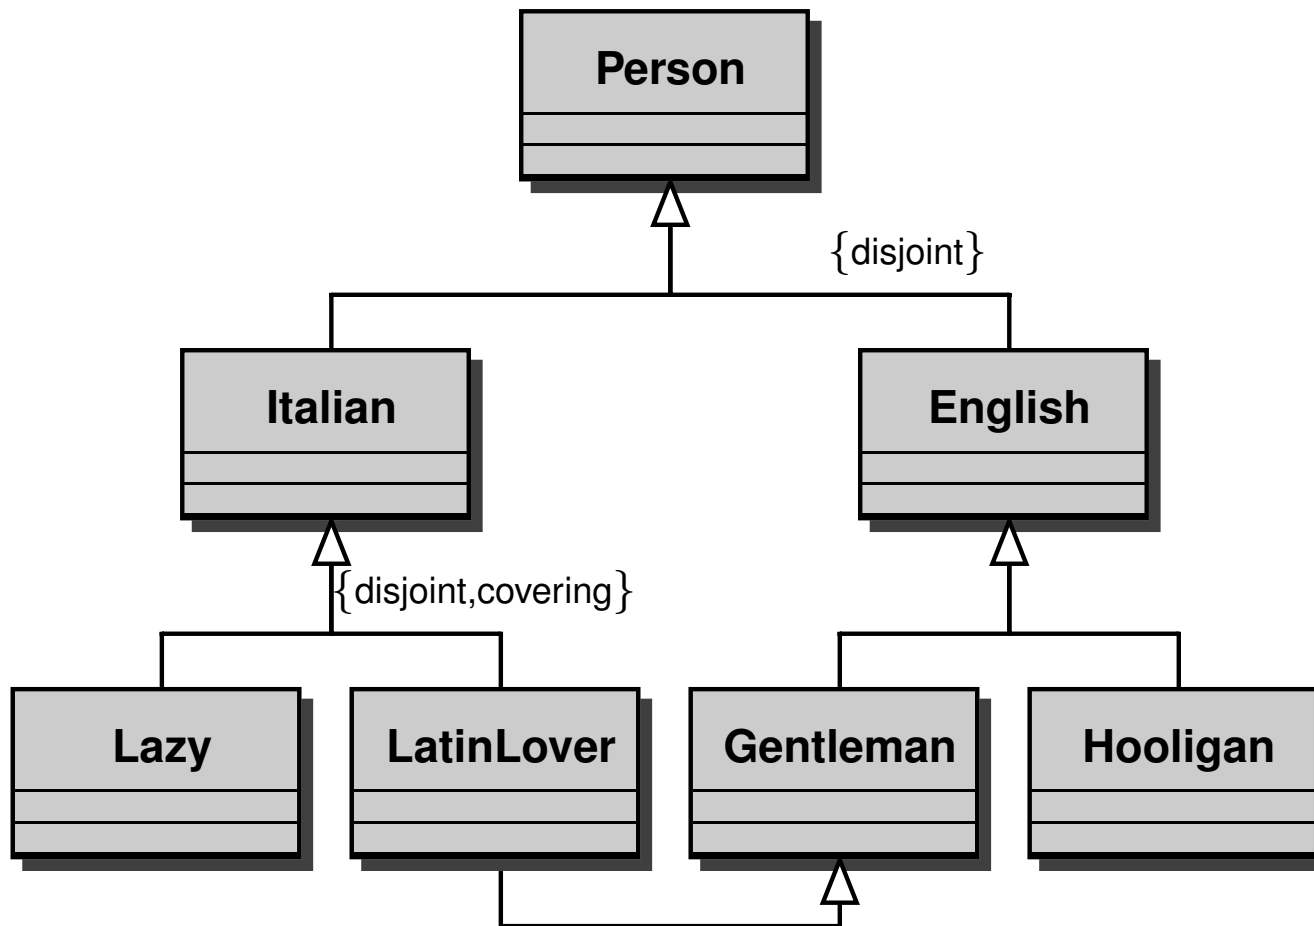 Person
{disjoint}
Italian
English
{disjoint,covering}
Lazy
LatinLover
Gentleman
Hooligan